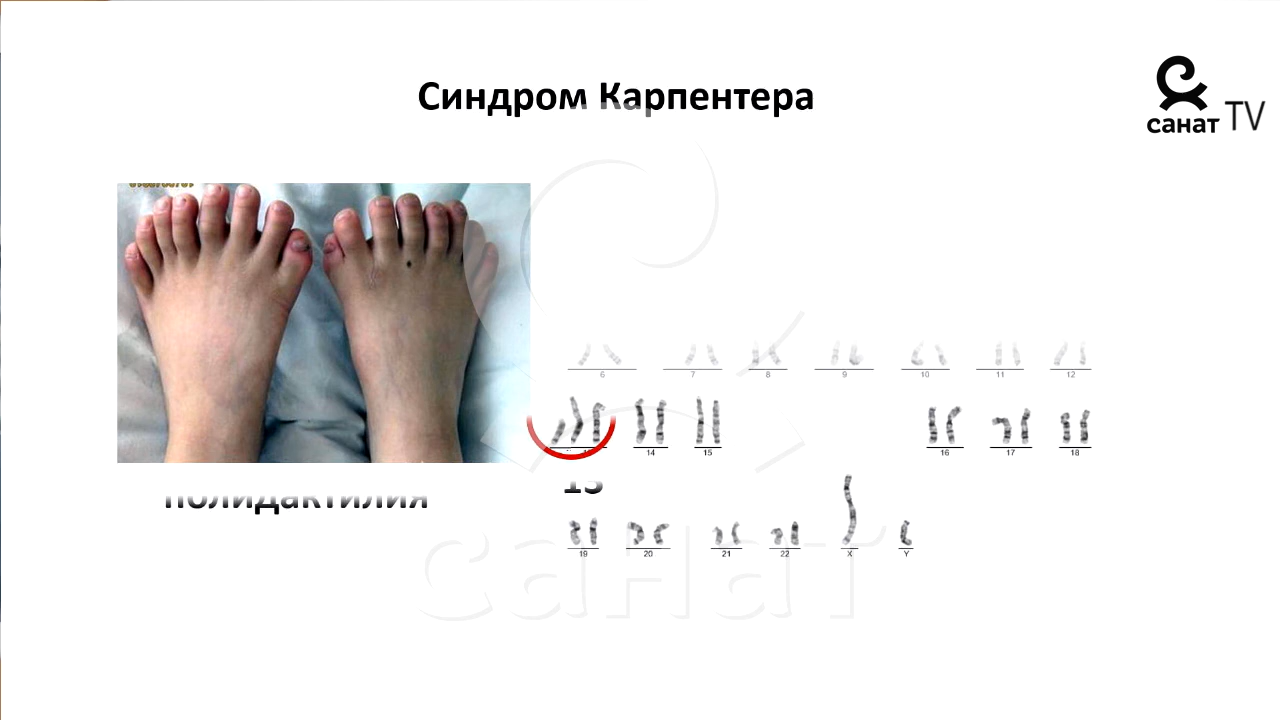 Синдром Карпентера
санат TV
6 7 8 9 10 11 12
14 15 16 17 18
полидактилия
13
19 20 21 22 X Y
санат